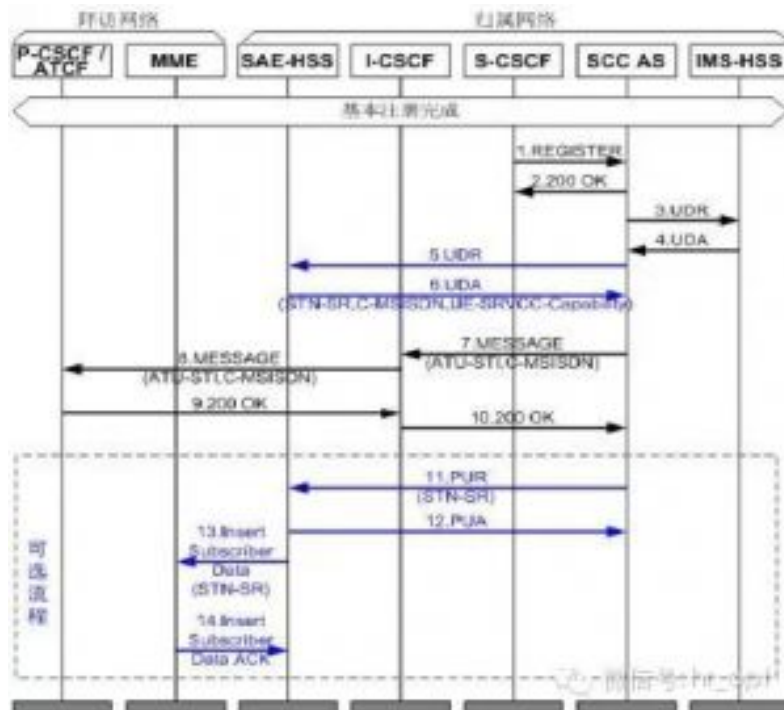 拜访网络
归属网络
P-CSCF /
ATCF
MME
SAE-HSS
I-CSCF
S-CSCF
SCC AS
IMS-HSS
基本注册完成
1.REGISTER
2.200 OK
3.UDR
4.UDA
5.UDR
6.UDA
(STN-SR,C-MSISDN,UE-SRVCC-Capability)
7.MESSAGE
(ATU-STI,C-MSISDN)
8.MESSAGE
(ATU-STI,C-MSISDN)
9.200 OK
10.200 OK
可选流程
11.PUR
(STN-SR)
12.PUA
13.Insert
Subscriber
Data
(STN-SR)
14.Insert
Subscriber
Data ACK
微信号: